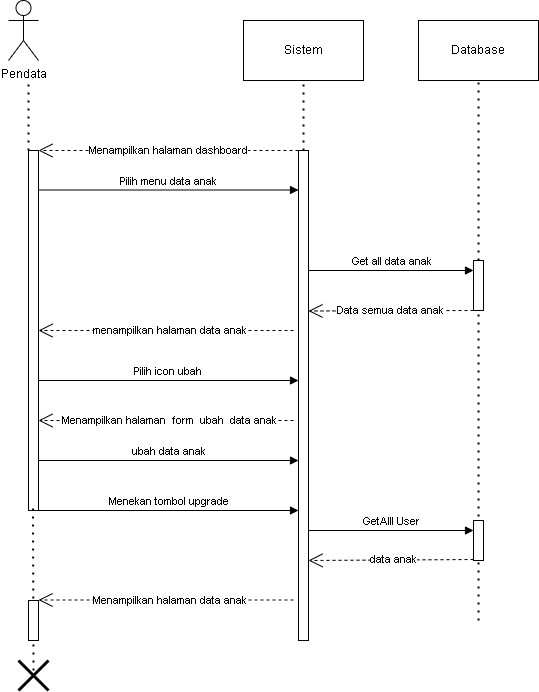 Pendata
Sistem
Database
Menampilkan halaman dashboard
Pilih menu data anak
Get all data anak
Data semua data anak
menampilkan halaman data anak
Pilih icon ubah
Menampilkan halaman form ubah data anak
ubah data anak
Menekan tombol upgrade
GetAlll User
data anak
Menampilkan halaman data anak